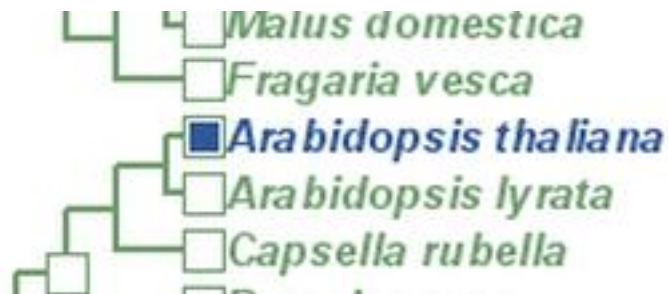 Malus domestica
Fragaria vesca
Arabidopsis thaliana
Arabidopsis lyrata
Capsella rubella